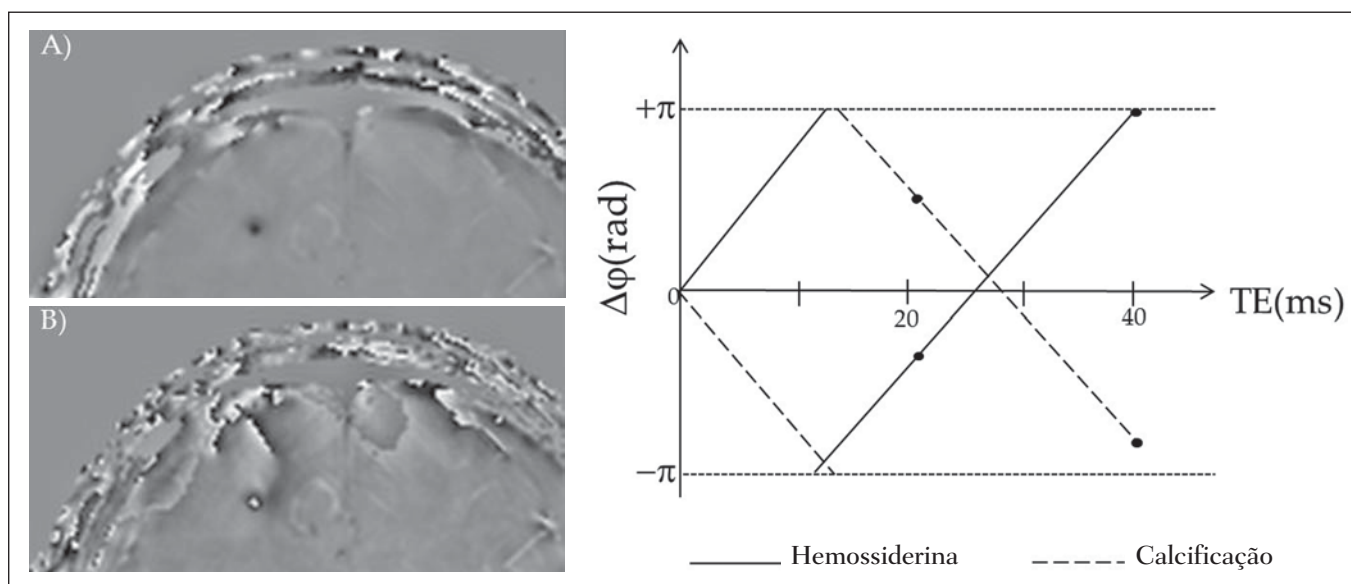 A)
B)
Δφ(rad)
+π
0
−π
20
40
TE(ms)
Hemossiderina
Calcificação